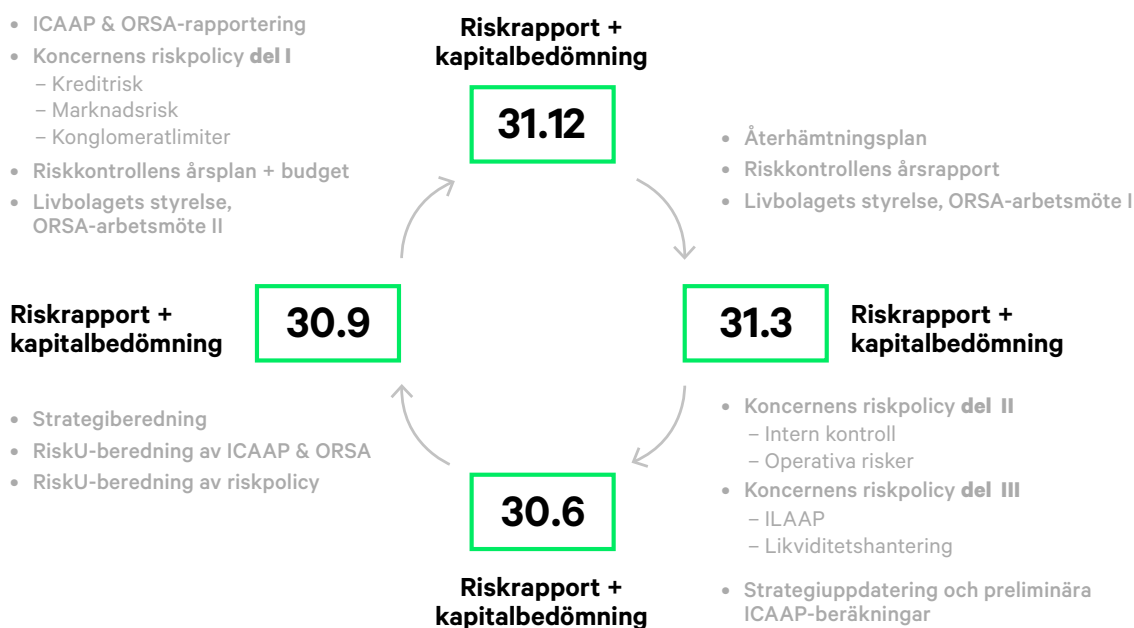 • ICAAP & ORSA-rapportering
• Koncernens riskpolicy del I
– Kreditrisk
– Marknadsrisk
– Konglomeratlimiter
• Riskkontrollens årsplan + budget
• Livbolagets styrelse,
ORSA-arbetsmöte II
Riskrapport +
kapitalbedömning
31.12
• Återhämtningsplan
• Riskkontrollens årsrapport
• Livbolagets styrelse, ORSA-arbetsmöte I
Riskrapport +
kapitalbedömning
30.9
31.3
Riskrapport +
kapitalbedömning
• Strategiberedning
• RiskU-beredning av ICAAP & ORSA
• RiskU-beredning av riskpolicy
30.6
Riskrapport +
kapitalbedömning
• Koncernens riskpolicy del II
– Intern kontroll
– Operativa risker
• Koncernens riskpolicy del III
– ILAAP
– Likviditetshantering
• Strategiuppdatering och preliminära
ICAAP-beräkningar